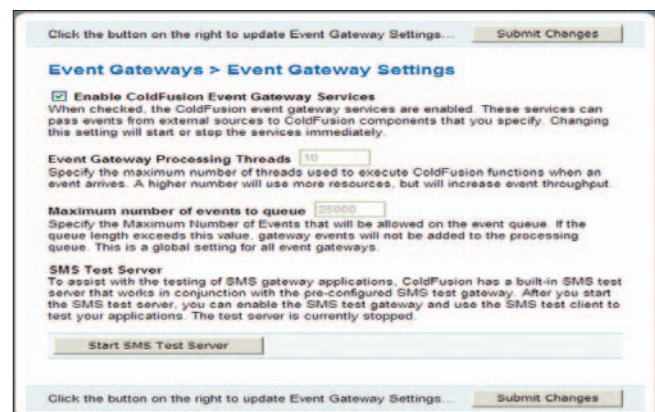 Click the button on the right to update Event Gateway Settings... Submit Changes
Event Gateways > Event Gateway Settings
Enable ColdFusion Event Gateway Services
When checked, the ColdFusion event gateway services are enabled. These services can
pass events from external sources to ColdFusion components that you specify. Changing
this setting will start or stop the services immediately.
Event Gateway Processing Threads 10
Specify the maximum number of threads used to execute ColdFusion functions when an
event arrives. A higher number will use more resources, but will increase event throughput.
Maximum number of events to queue 25000
Specify the Maximum Number of Events that will be allowed on the event queue. If the
queue length exceeds this value, gateway events will not be added to the processing
queue. This is a global setting for all event gateways.
SMS Test Server
To assist with the testing of SMS gateway applications, ColdFusion has a built-in SMS test
server that works in conjunction with the pre-configured SMS test gateway. After you start
the SMS test server, you can enable the SMS test gateway and use the SMS test client to
test your applications. The test server is currently stopped.
Start SMS Test Server
Click the button on the right to update Event Gateway Settings... Submit Changes